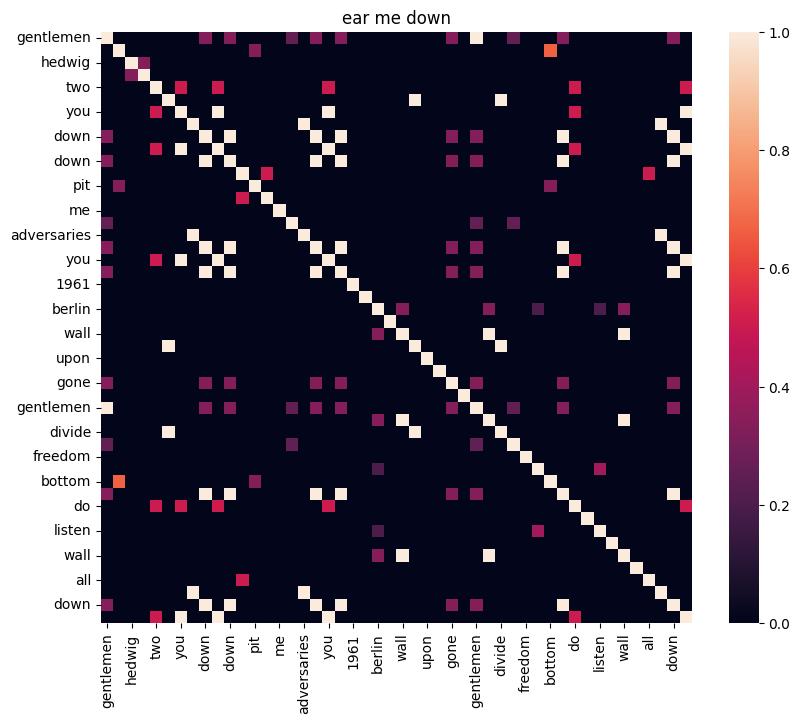 ear me down
gentlemen
hedwig
two
you
down
down
pit
me
adversaries
you
1961
berlin
wall
upon
gone
gentlemen
divide
freedom
bottom
do
listen
wall
all
down
gentlemen
hedwig
two
you
down
down
pit
me
adversaries
you
1961
berlin
wall
upon
gone
gentlemen
divide
freedom
bottom
do
listen
wall
all
down
1.0
0.8
0.6
0.4
0.2
0.0